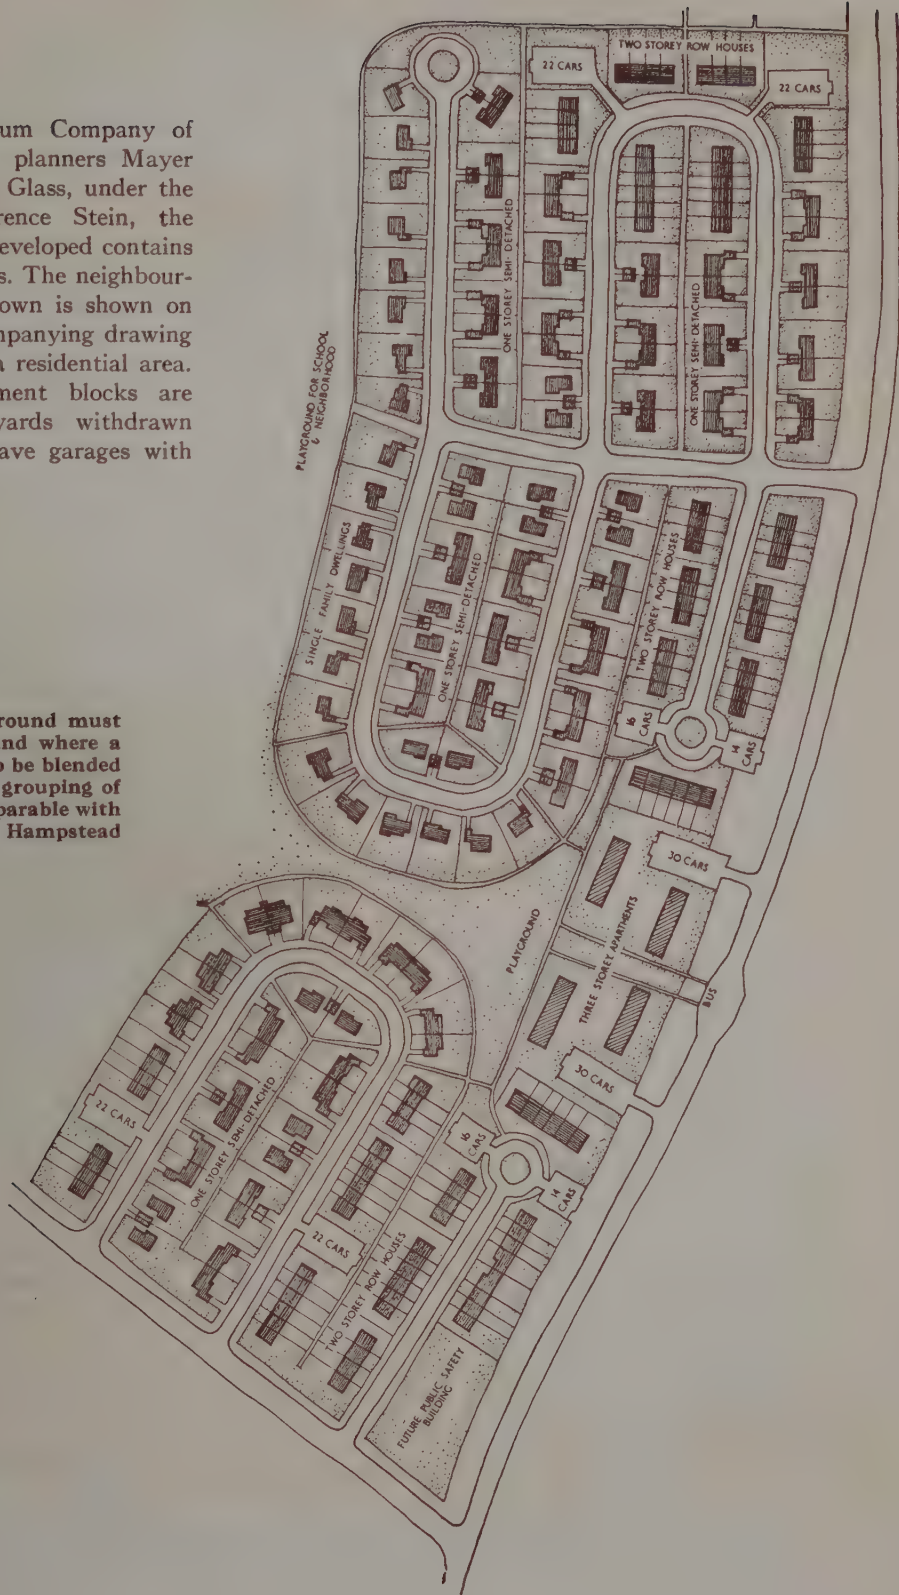 um Company of
planners Mayer
Glass, under the
rence Stein, the
eveloped contains
s. The neighbour-
own is shown on
mpanying drawing
a residential area.
ment blocks are
yards withdrawn
ave garages with
round must
nd where a
o be blended
grouping of
parable with
Hampstead
TWO STOREY ROW HOUSES
22 CARS
22 CARS
ONE STOREY SEMI-DETACHED
ONE STOREY SEMI-DETACHED
PLAYGROUND FOR SCHOOL
& NEIGHBORHOOD
SINGLE FAMILY DWELLINGS
ONE STOREY SEMI-DETACHED
TWO STOREY ROW HOUSES
16
CARS
14
CARS
30 CARS
PLAYGROUND
THREE STOREY APARTMENTS
BUS
30 CARS
22 CARS
ONE STOREY SEMI-DETACHED
16
CARS
14
CARS
22 CARS
TWO STOREY ROW HOUSES
FUTURE PUBLIC SAFETY
BUILDING